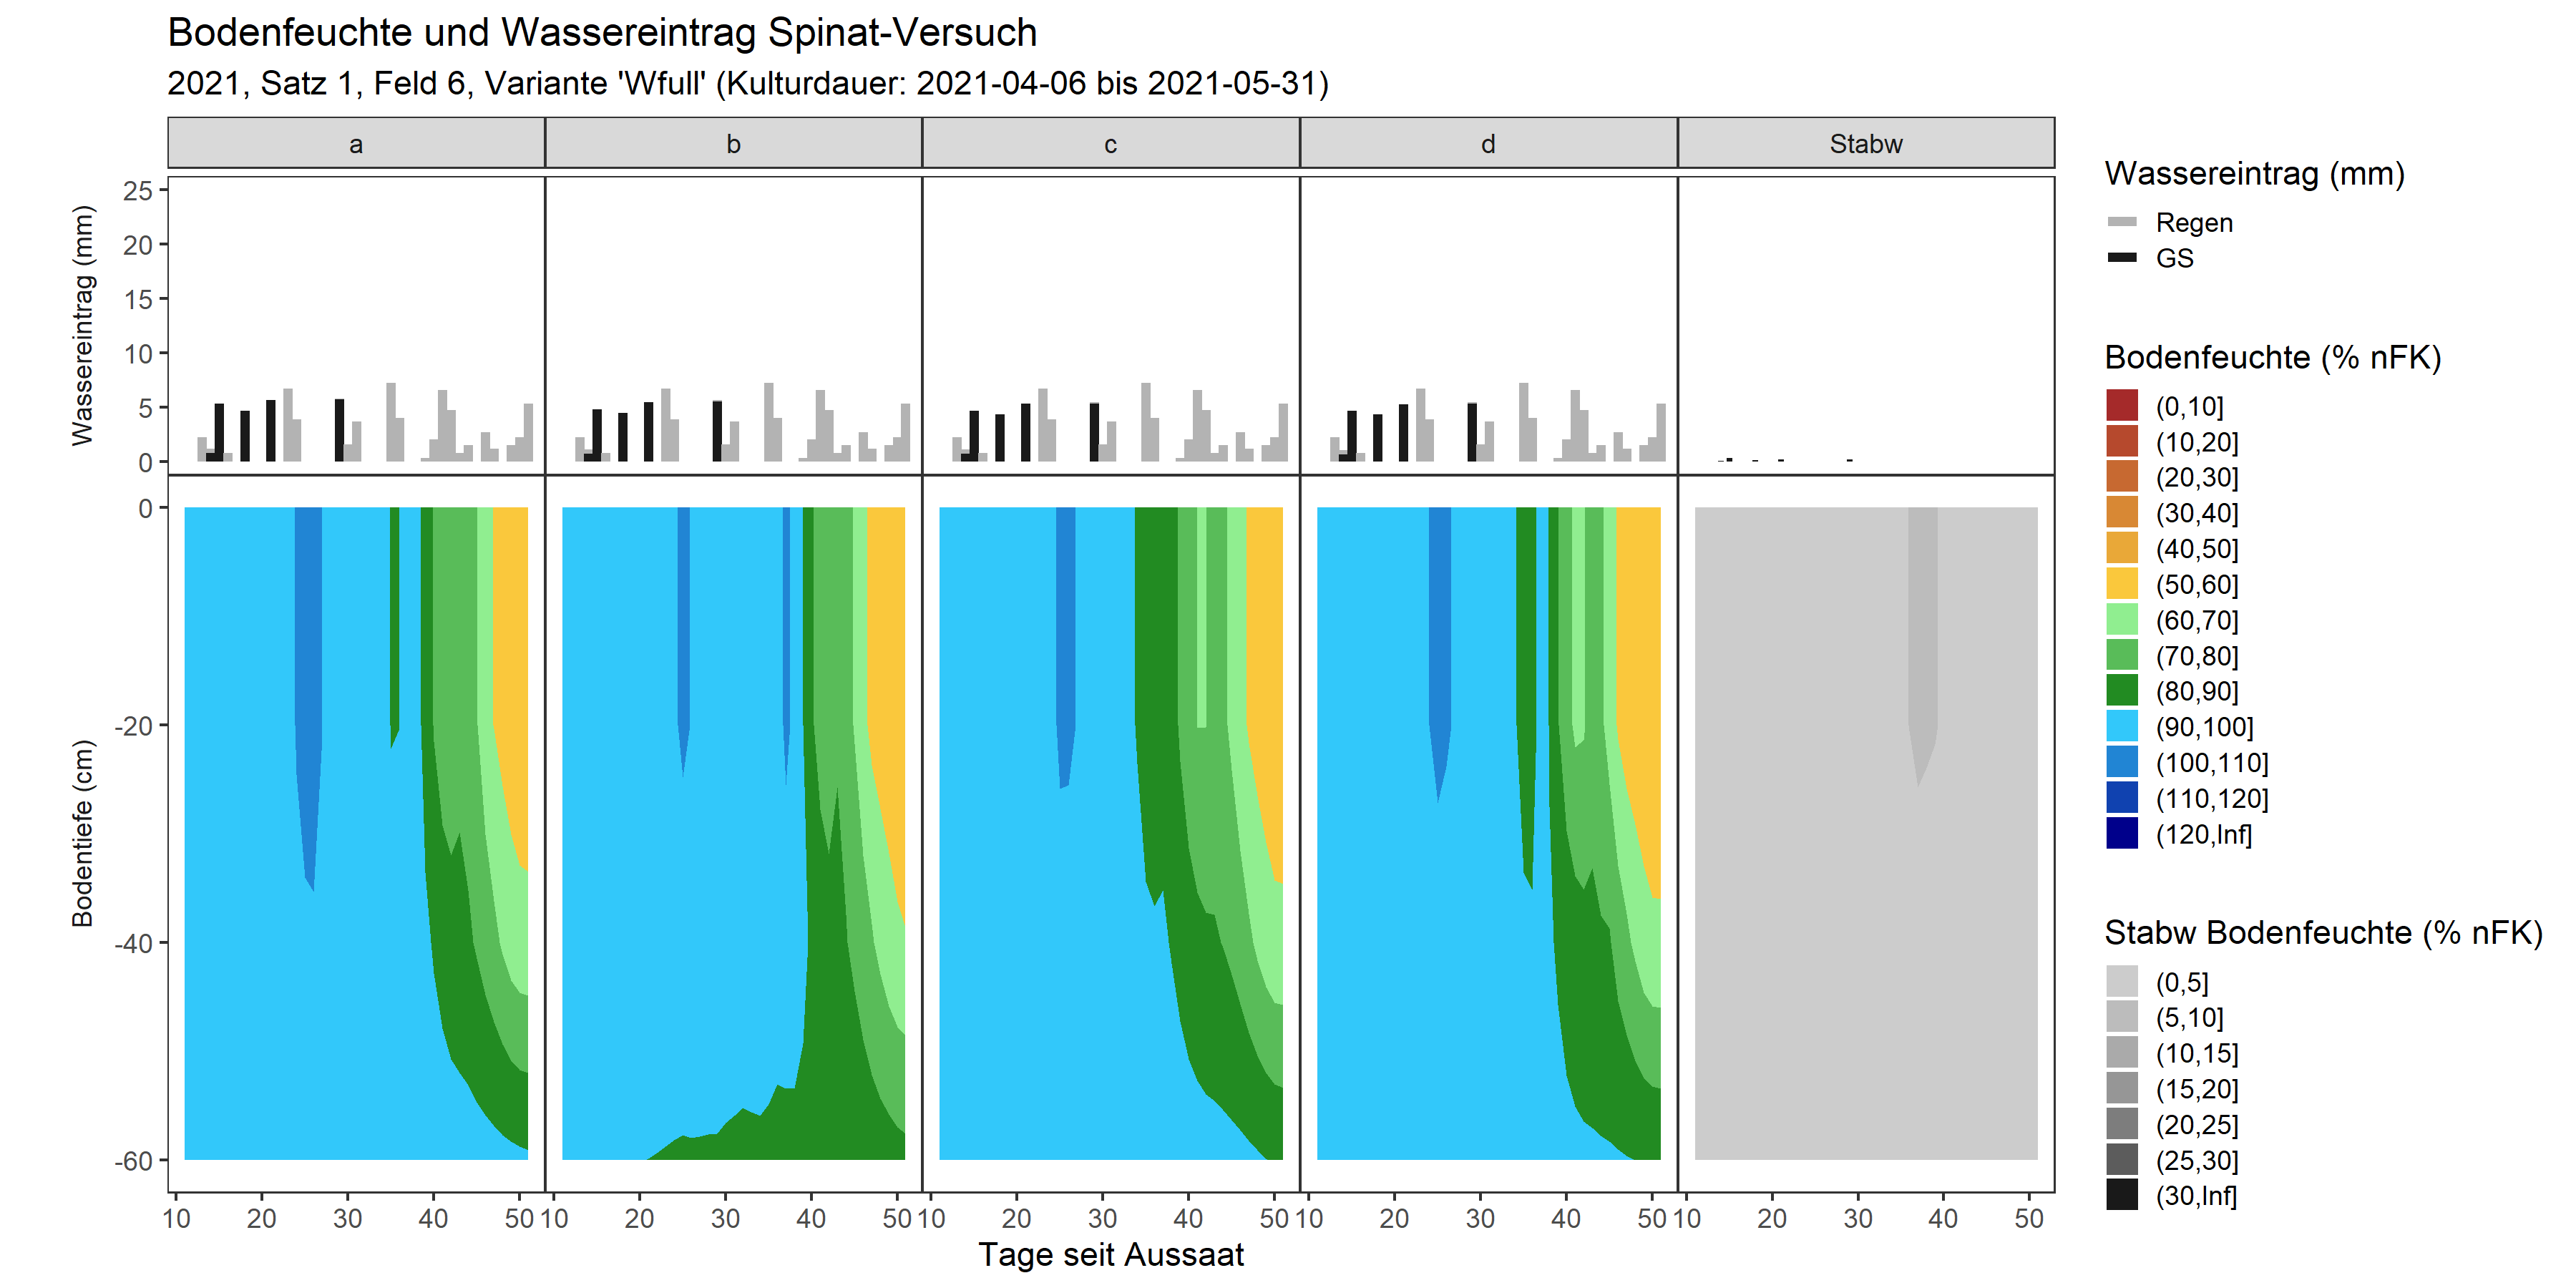 Bodenfeuchte und Wassereintrag Spinat-Versuch
2021, Satz 1, Feld 6, Variante 'Wfull' (Kulturdauer: 2021-04-06 bis 2021-05-31)
a b c d Stabw
Wassereintrag (mm)
25
20
15
10
5
0
Bodentiefe (cm)
0
-20
-40
-60
10 20 30 40 50 10 20 30 40 50 10 20 30 40 50 10 20 30 40 50 10 20 30 40 50
Tage seit Aussaat
Wassereintrag (mm)
Regen
GS
Bodenfeuchte (% nFK)
(0,10]
(10,20]
(20,30]
(30,40]
(40,50]
(50,60]
(60,70]
(70,80]
(80,90]
(90,100]
(100,110]
(110,120]
(120,Inf]
Stabw Bodenfeuchte (% nFK)
(0,5]
(5,10]
(10,15]
(15,20]
(20,25]
(25,30]
(30,Inf]